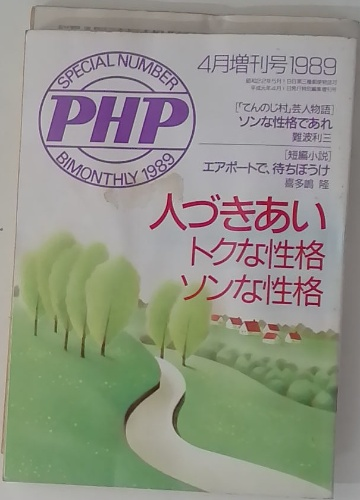 SPECIAL NUMBER
PHP
BIMONTHLY 1989
4月増刊号1989
[「てんのじ村」芸人物語]
ソンな性格であれ
難波利三
[短編小説]
エアポートで、待ちぼうけ
喜多嶋 隆
人づきあい
トクな性格
ソンな性格